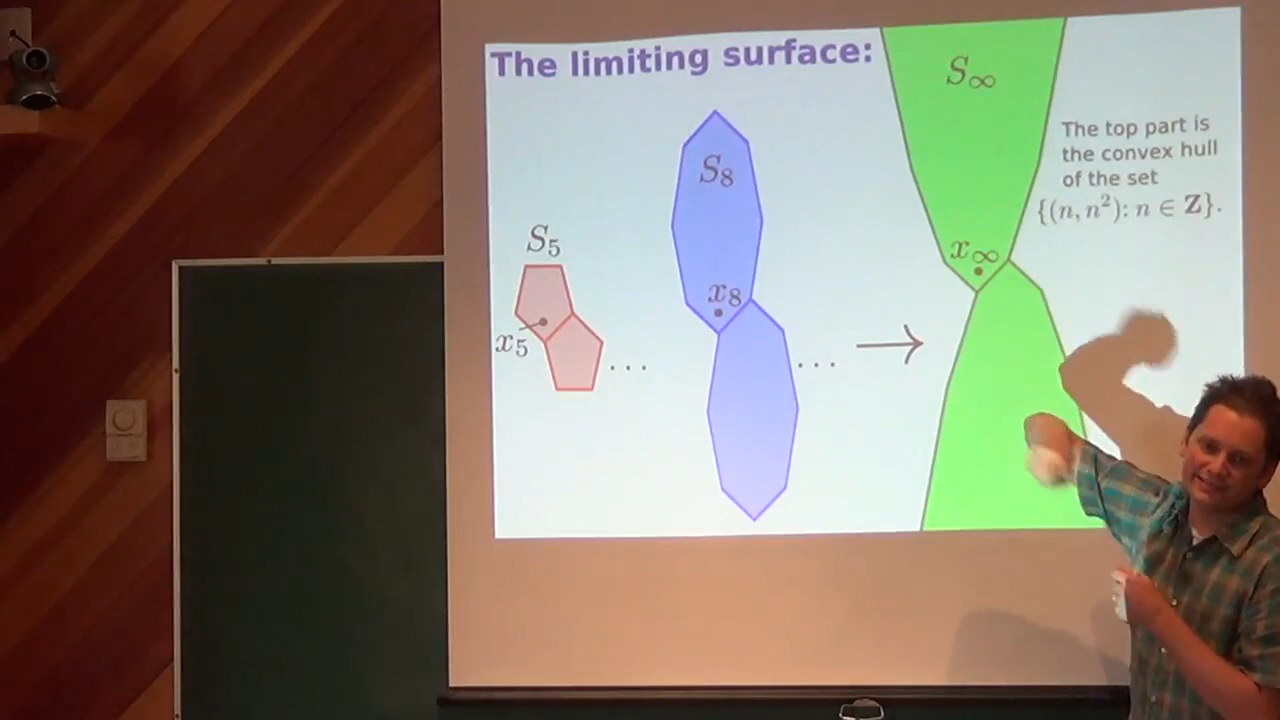 The limiting surface:
S∞
The top part is
the convex hull
of the set
{(n, n²): n ∈ Z}.
S₈
S₅
x∞
x₈
x₅
...
...